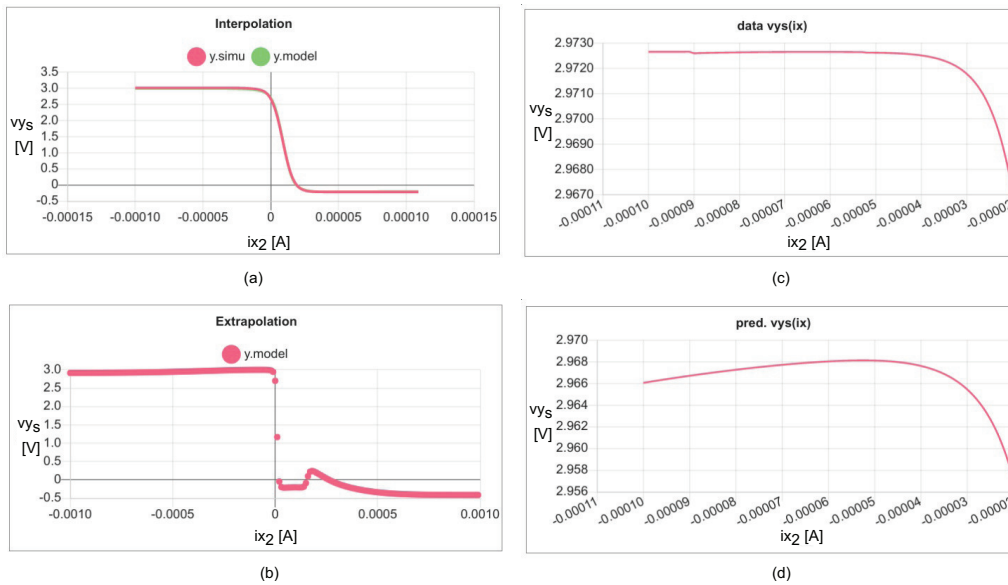 Interpolation
y.simu y.model
3.5
3.0
2.5
2.0
1.5
1.0
0.5
0
-0.5
vys
[V]
-0.00015 -0.00010 -0.00005 0 0.00005 0.00010 0.00015
ix2 [A]
(a)
data vys(ix)
2.9730
2.9720
2.9710
2.9700
2.9690
2.9680
2.9670
vys
[V]
-0.00011 -0.00010 -0.00009 -0.00008 -0.00007 -0.00006 -0.00005 -0.00004 -0.00003
ix2 [A]
(c)
Extrapolation
y.model
3.0
2.5
2.0
1.5
1.0
0.5
0
-0.5
vys
[V]
-0.0010 -0.0005 0 0.0005 0.0010
ix2 [A]
(b)
pred. vys(ix)
2.970
2.968
2.966
2.964
2.962
2.960
2.958
2.956
vys
[V]
-0.00011 -0.00010 -0.00009 -0.00008 -0.00007 -0.00006 -0.00005 -0.00004 -0.00003
ix2 [A]
(d)